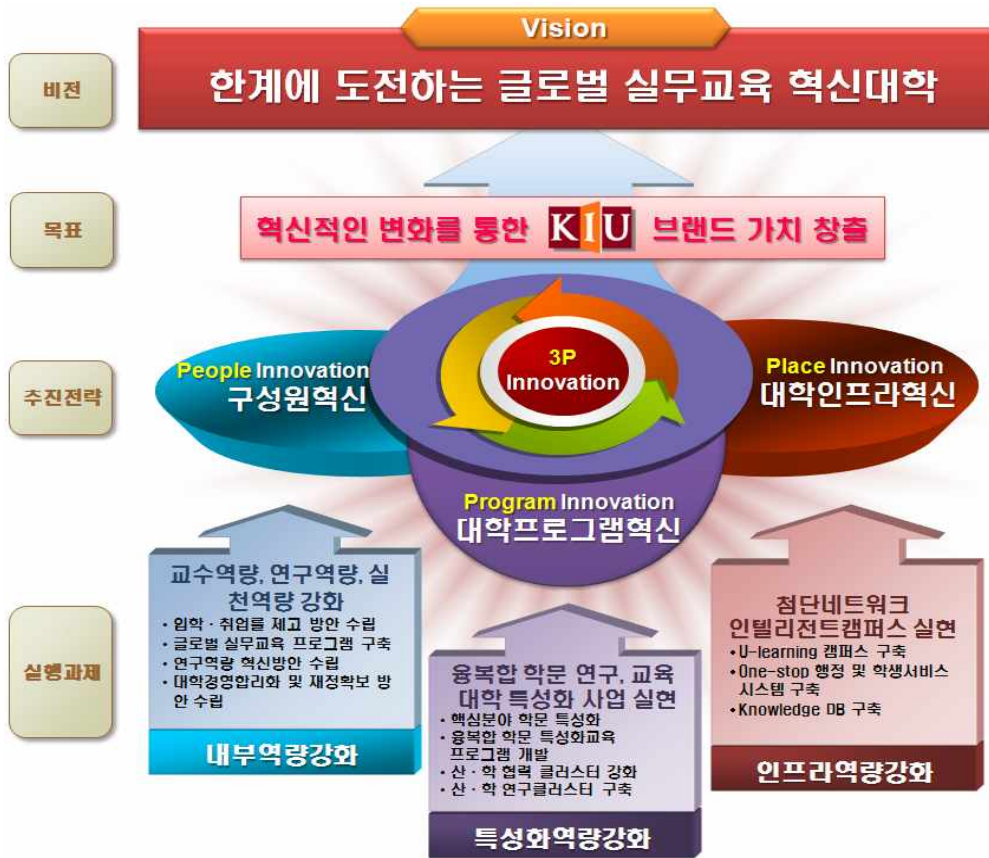 Vision
비전
한계에 도전하는 글로벌 실무교육 혁신대학
목표
혁신적인 변화를 통한 KIU 브랜드 가치 창출
추진전략
People Innovation
구성원혁신
3P
Innovation
Place Innovation
대학인프라혁신
Program Innovation
대학프로그램혁신
실행과제
교수역량, 연구역량, 실
천역량 강화
· 입학 · 취업률 제고 방안 수립
· 글로벌 실무교육 프로그램 구축
· 연구역량 혁신방안 수립
· 대학경영합리화 및 재정확보 방
안 수립
내부역량강화
융복합 학문 연구, 교육
대학 특성화 사업 실현
· 핵심분야 학문 특성화
· 융복합 학문 특성화교육
프로그램 개발
· 산 · 학 협력 클러스터 강화
· 산 · 학 연구클러스터 구축
특성화역량강화
첨단네트워크
인텔리전트캠퍼스 실현
• U-learning 캠퍼스 구축
• One-stop 행정 및 학생서비스
시스템 구축
• Knowledge DB 구축
인프라역량강화